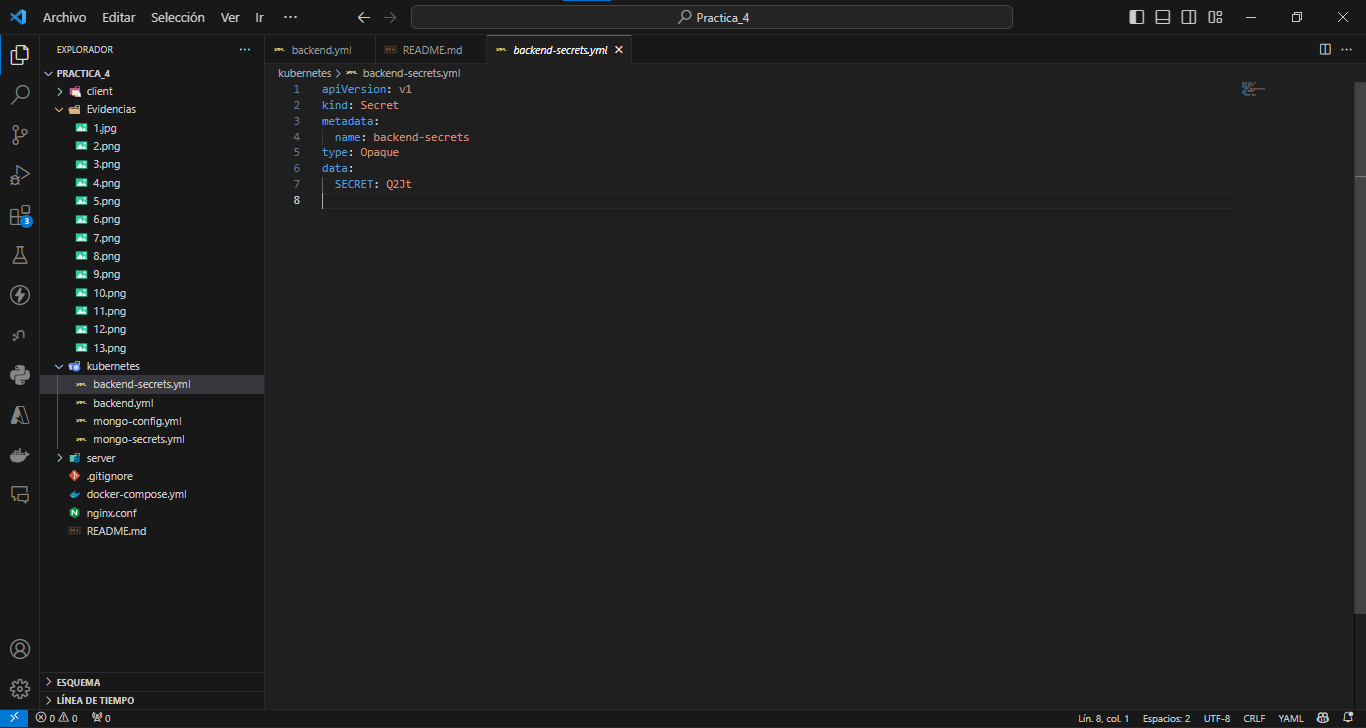 Archivo Editar Selección Ver Ir ··· Practica_4
EXPLORADOR ···
PRACTICA_4
client
Evidencias
1.jpg
2.png
3.png
4.png
5.png
6.png
7.png
8.png
9.png
10.png
11.png
12.png
13.png
kubernetes
backend-secrets.yml
backend.yml
mongo-config.yml
mongo-secrets.yml
server
.gitignore
docker-compose.yml
nginx.conf
README.md
ESQUEMA
LÍNEA DE TIEMPO
3
backend.yml README.md backend-secrets.yml
kubernetes > backend-secrets.yml
1 apiVersion: v1
2 kind: Secret
3 metadata:
4 name: backend-secrets
5 type: Opaque
6 data:
7 SECRET: Q2Jt
8
0 0 0 Lín. 8, col. 1 Espacios: 2 UTF-8 CRLF YAML